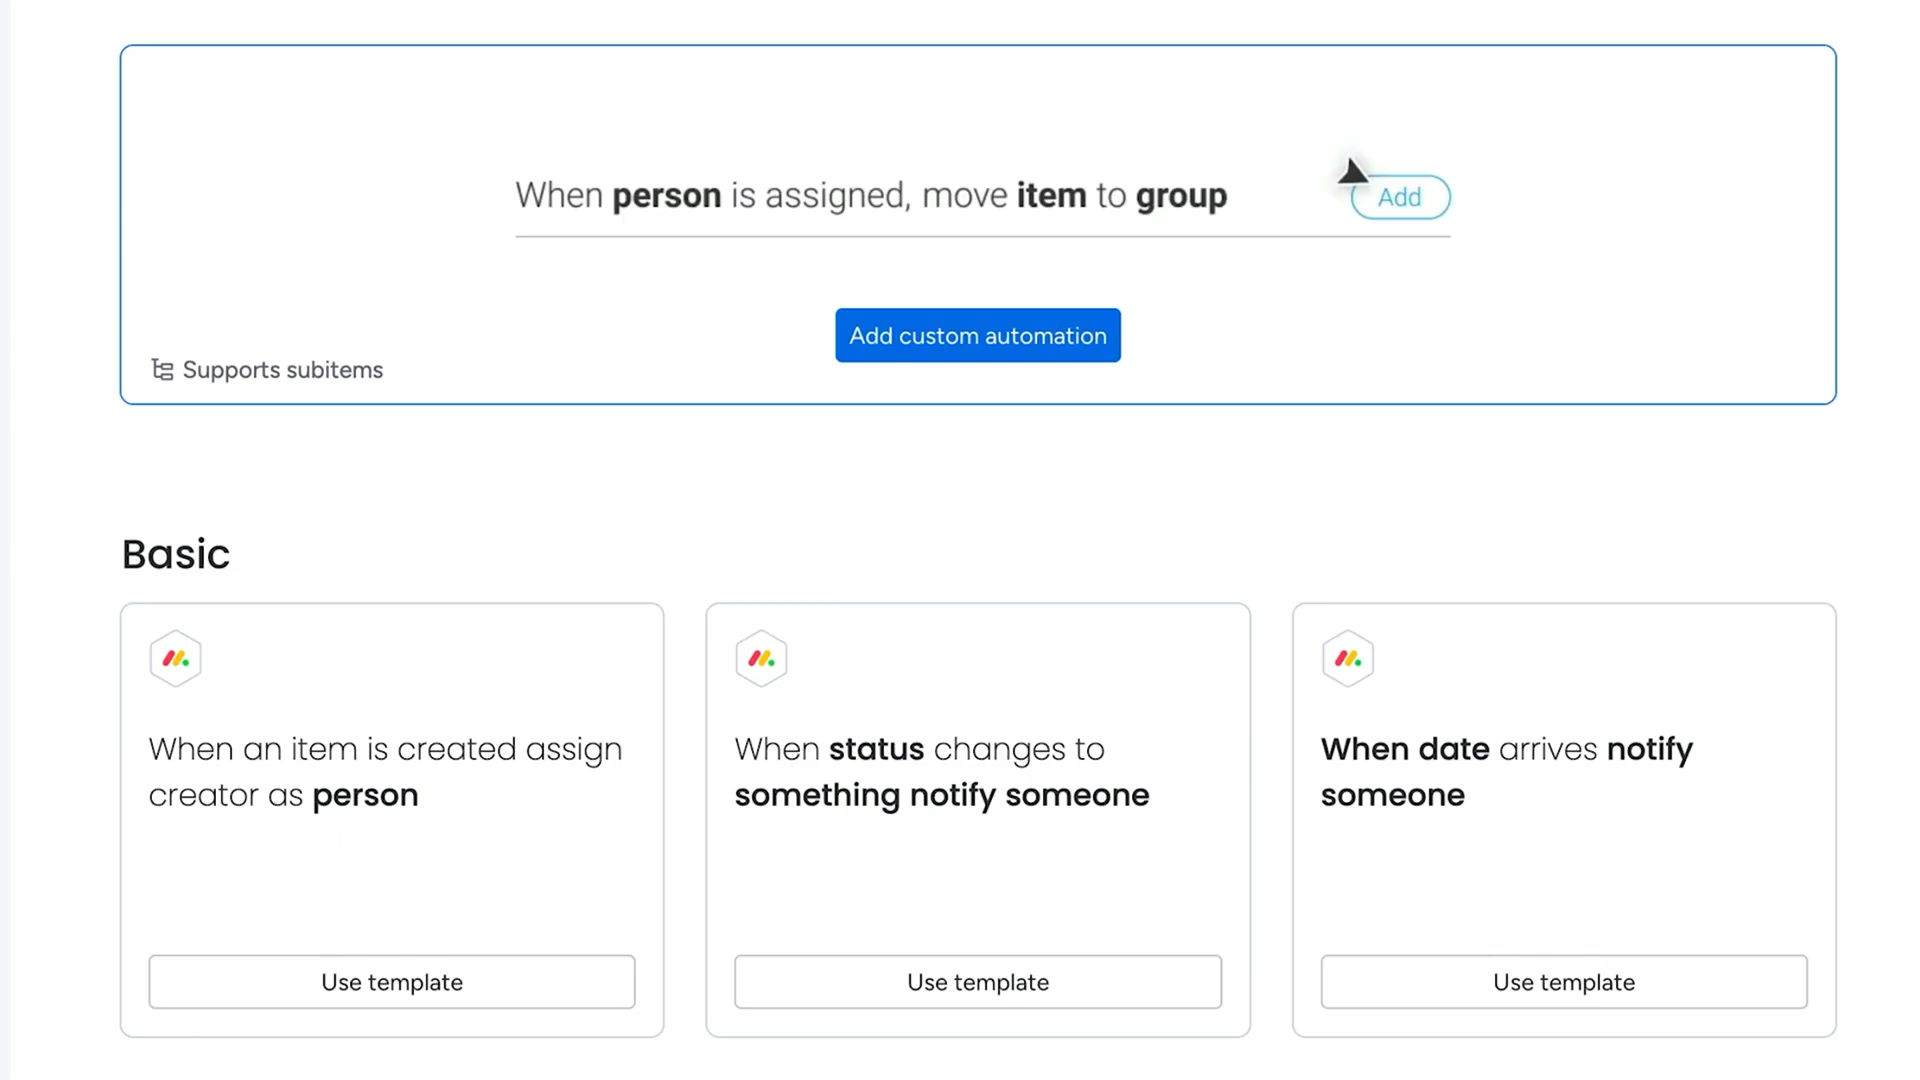 When person is assigned, move item to group
Add
Add custom automation
Supports subitems
Basic
When an item is created assign
creator as person
Use template
When status changes to
something notify someone
Use template
When date arrives notify
someone
Use template